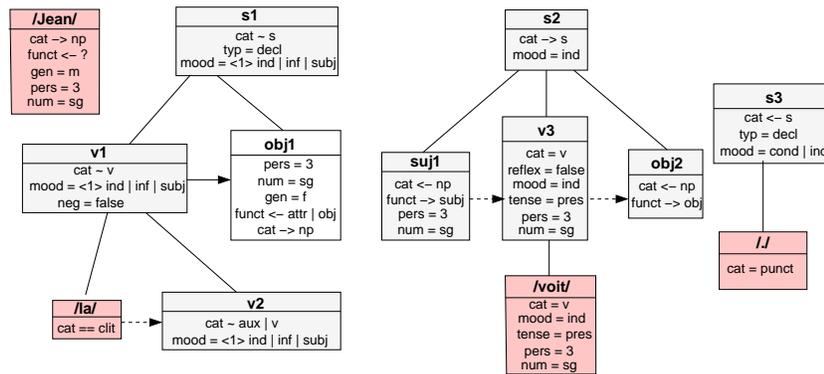 /Jean/
cat –> np
funct <– ?
gen = m
pers = 3
num = sg
s1
cat ~ s
typ = decl
mood = <1> ind | inf | subj
v1
cat ~ v
mood = <1> ind | inf | subj
neg = false
obj1
pers = 3
num = sg
gen = f
funct <– attr | obj
cat –> np
/la/
cat == clit
v2
cat ~ aux | v
mood = <1> ind | inf | subj
s2
cat –> s
mood = ind
suj1
cat <– np
funct –> subj
pers = 3
num = sg
v3
cat = v
reflex = false
mood = ind
tense = pres
pers = 3
num = sg
obj2
cat <– np
funct –> obj
/voit/
cat = v
mood = ind
tense = pres
pers = 3
num = sg
s3
cat <– s
typ = decl
mood = cond | ind
/./
cat = punct